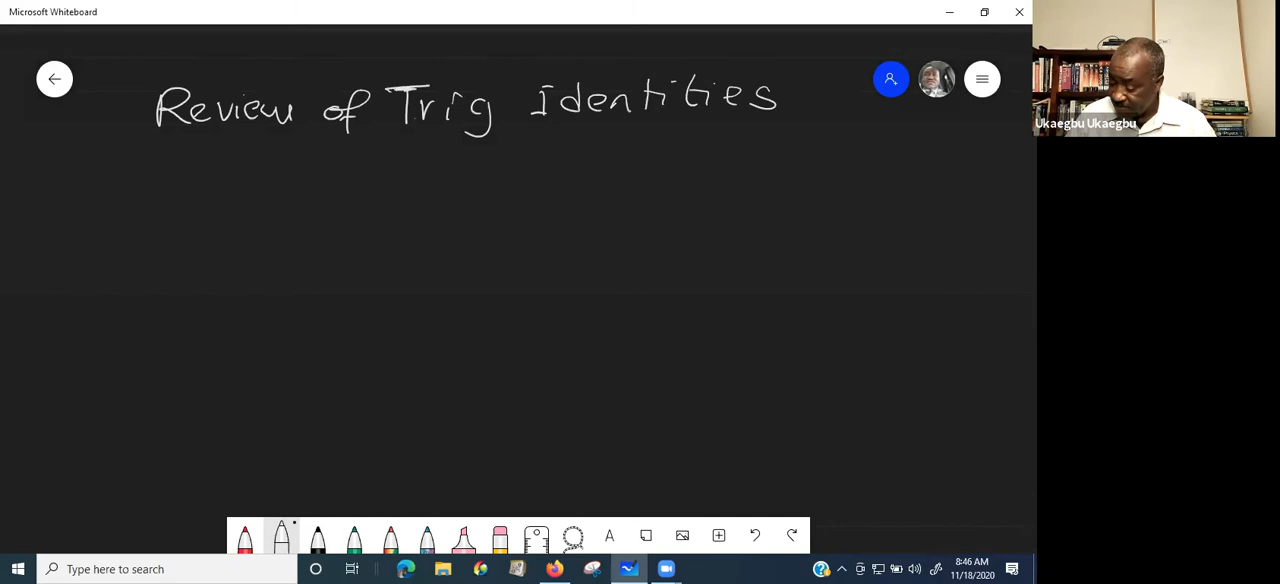 Microsoft Whiteboard
Review of Trig Identities
Ukaegbu Ukaegbu
A
Type here to search
8:46 AM
11/18/2020